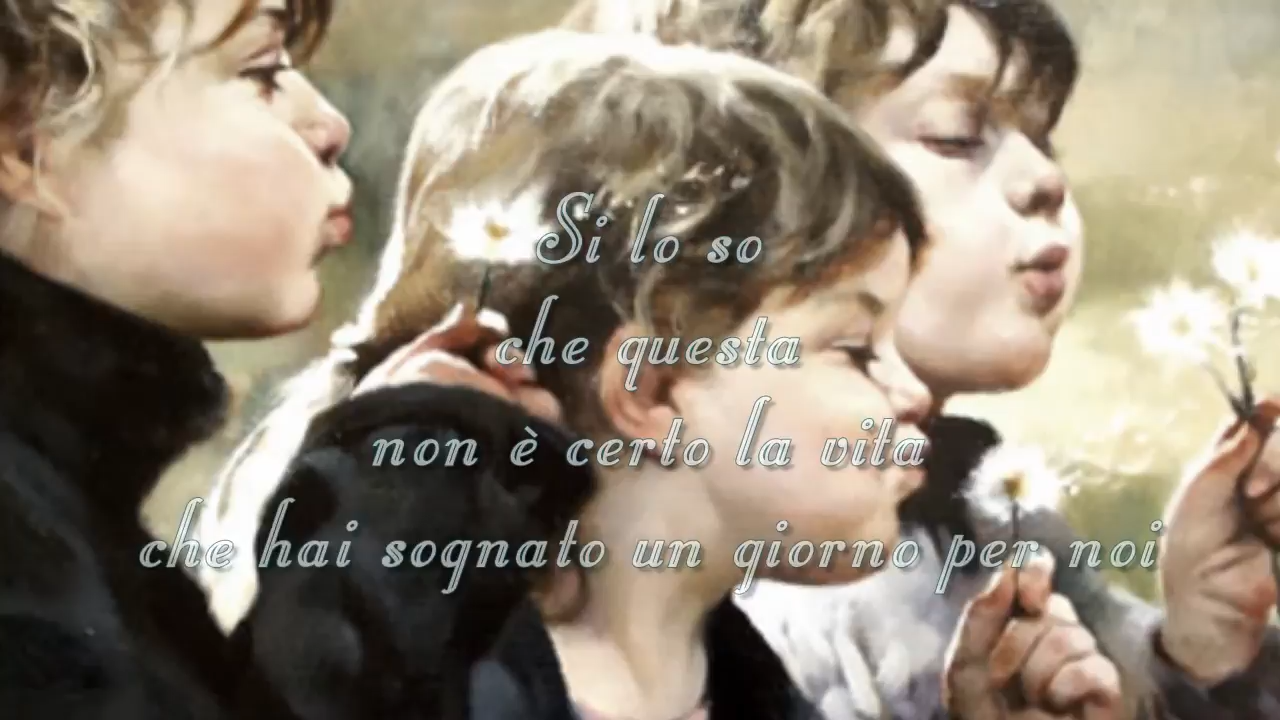 Si lo so
che questa
non è certo la vita
che hai sognato un giorno per noi